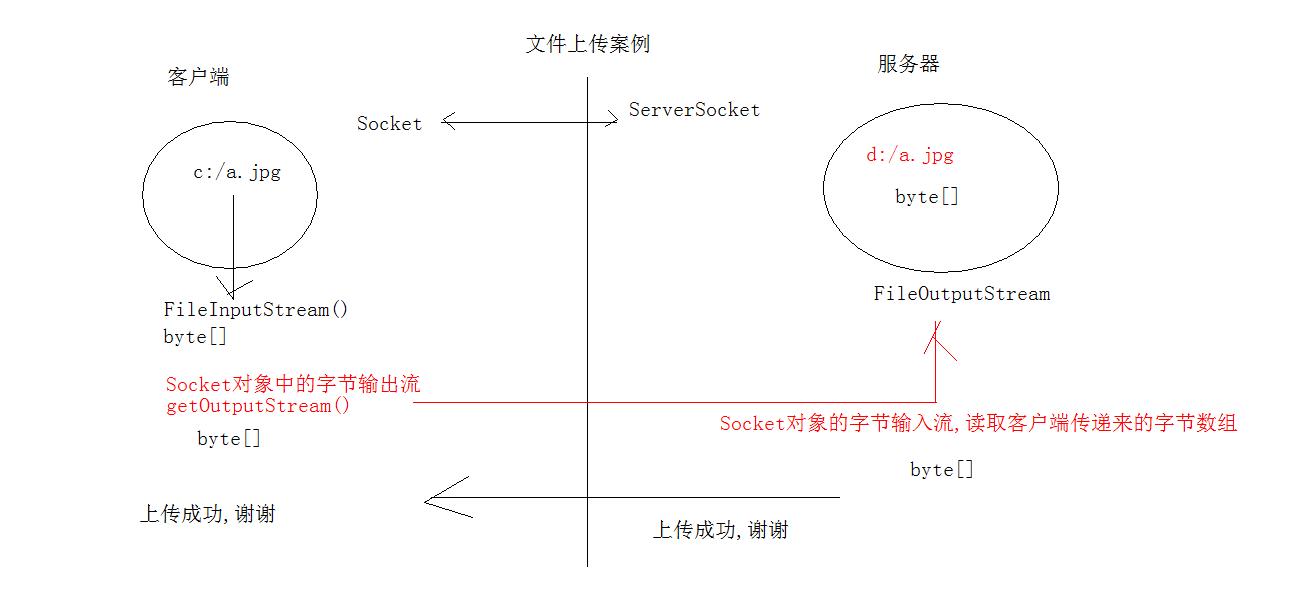 文件上传案例
客户端
服务器
Socket
ServerSocket
c:/a.jpg
d:/a.jpg
byte[]
FileInputStream()
byte[]
FileOutputStream
Socket对象中的字节输出流
getOutputStream()
byte[]
Socket对象的字节输入流,读取客户端传递来的字节数组
byte[]
上传成功,谢谢
上传成功,谢谢